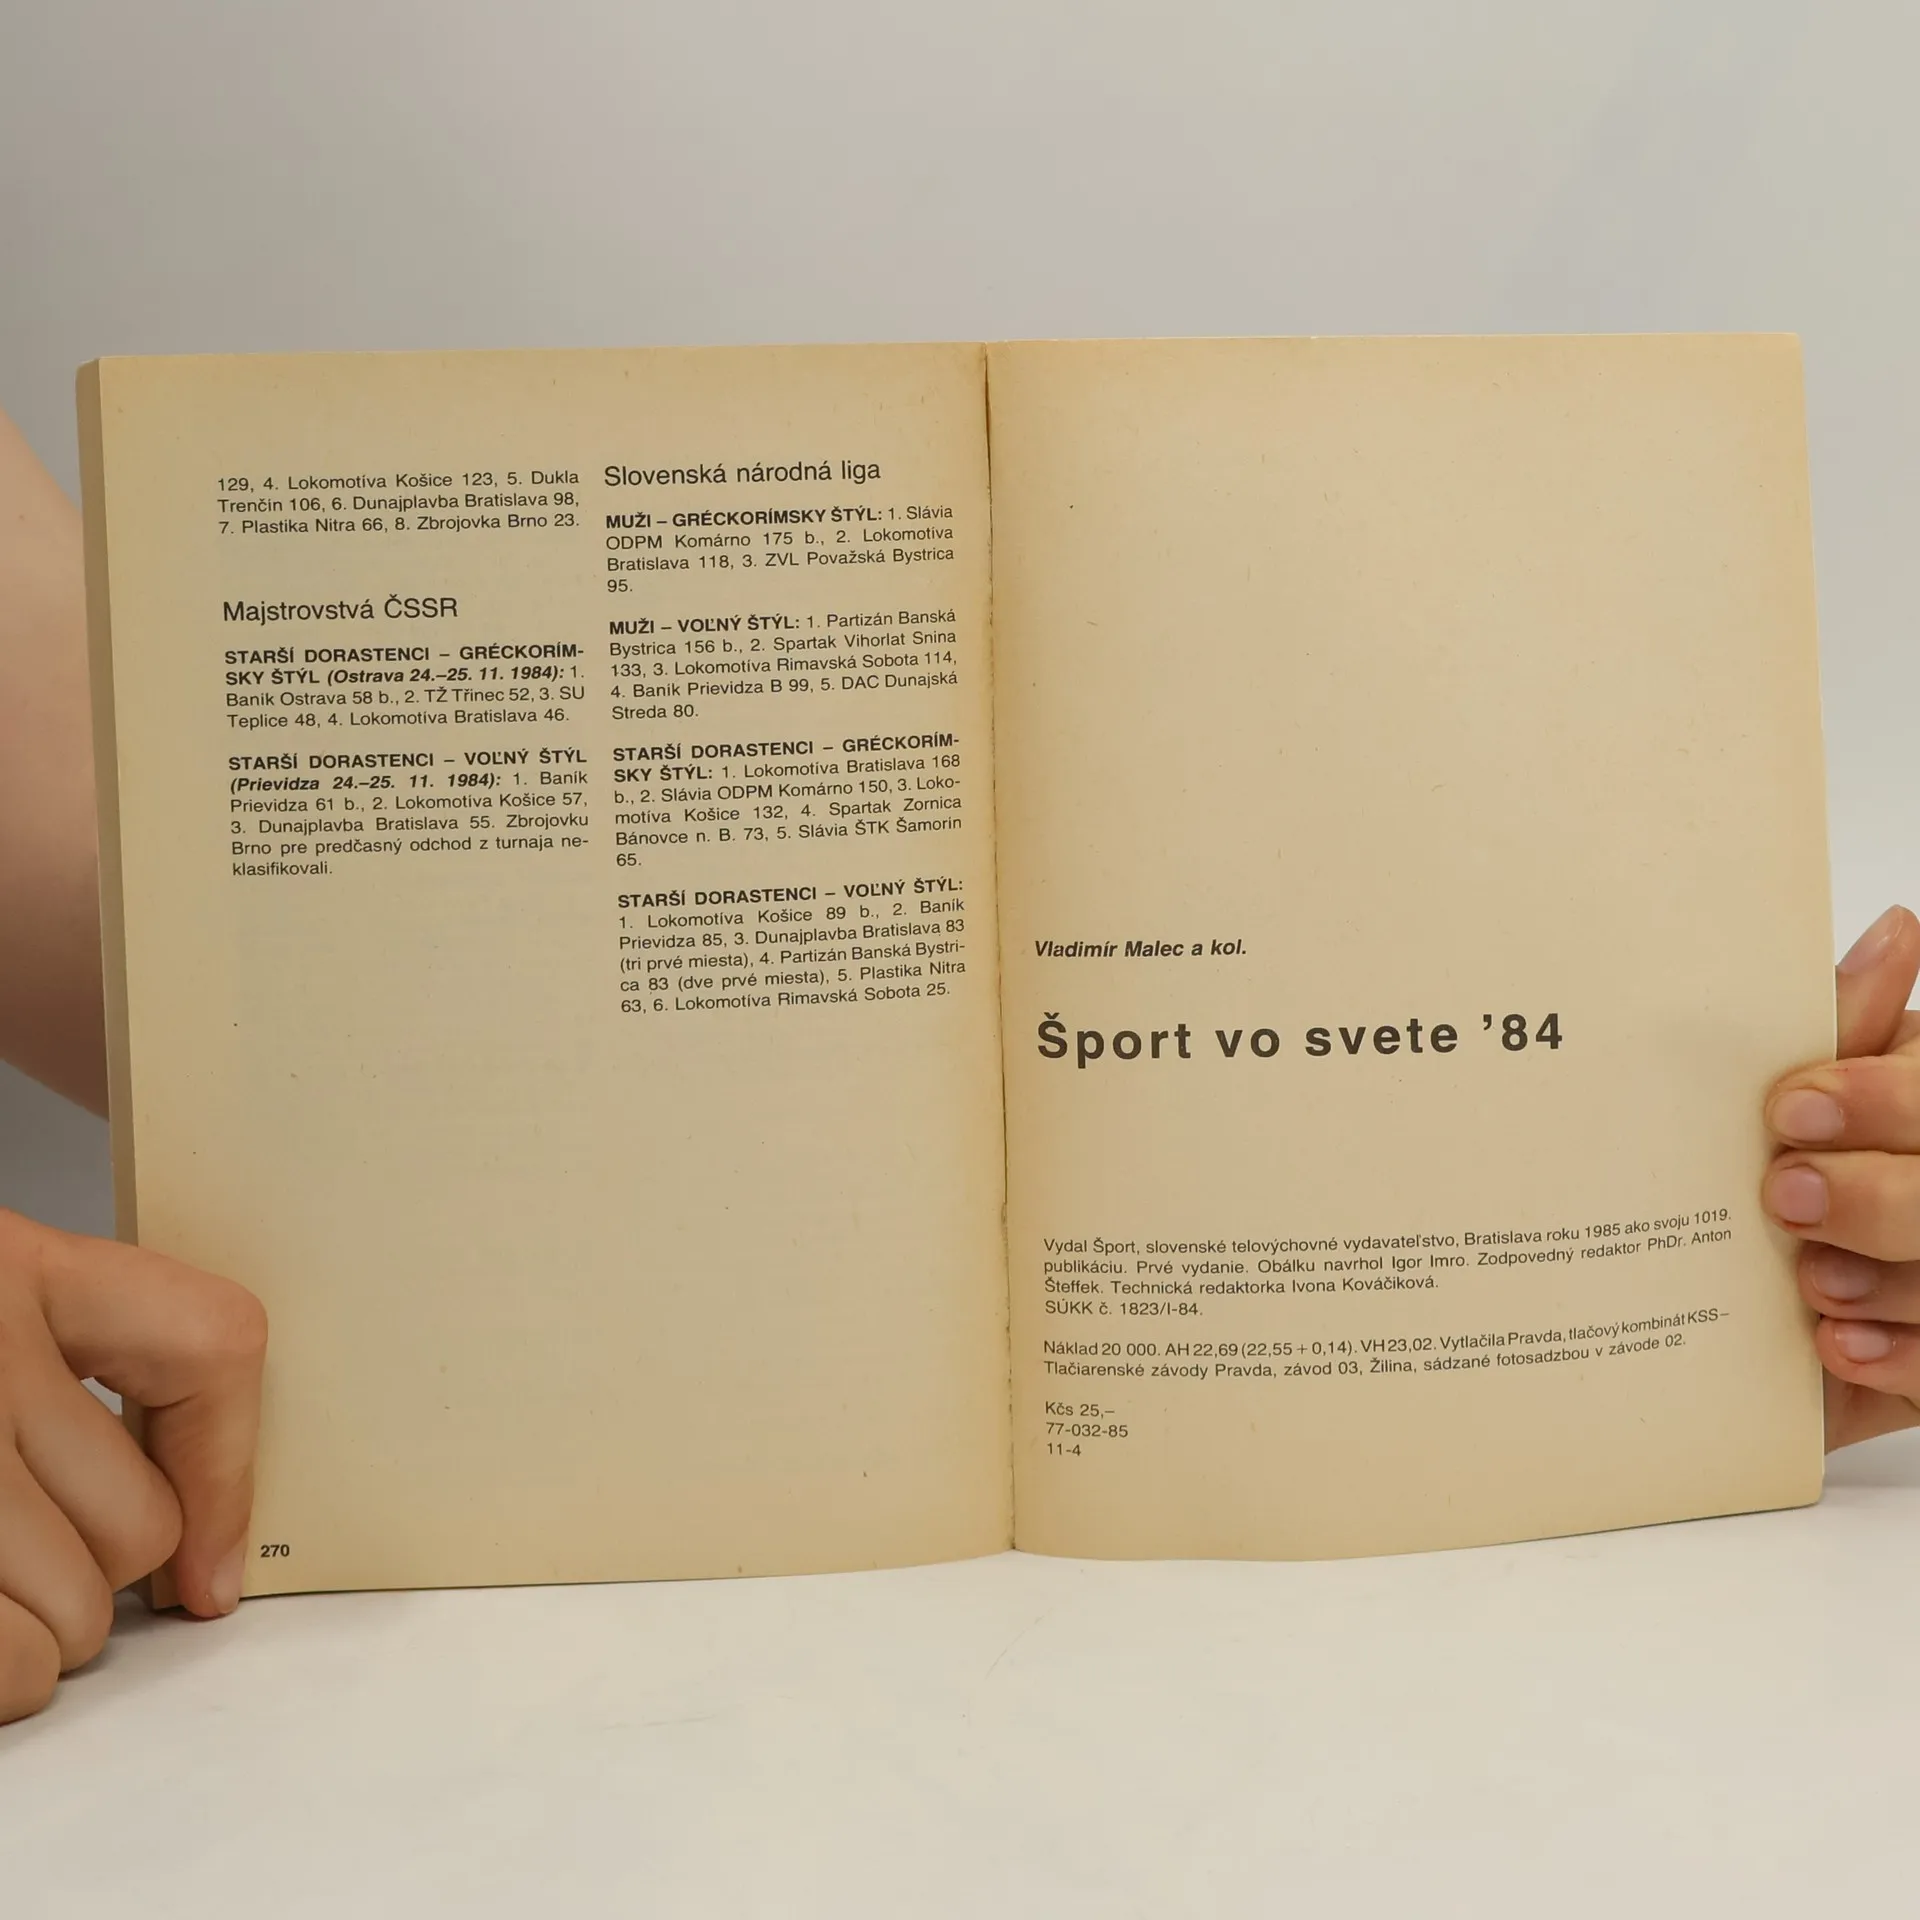 129, 4. Lokomotíva Košice 123, 5. Dukla
Trenčín 106, 6. Dunajplavba Bratislava 98,
7. Plastika Nitra 66, 8. Zbrojovka Brno 23.
Majstrovstvá ČSSR
STARŠÍ DORASTENCI – GRÉCKORÍM-
SKY ŠTÝL (Ostrava 24.–25. 11. 1984): 1.
Baník Ostrava 58 b., 2. TŽ Třinec 52, 3. SU
Teplice 48, 4. Lokomotíva Bratislava 46.
STARŠÍ DORASTENCI – VOĽNÝ ŠTÝL
(Prievidza 24.–25. 11. 1984): 1. Baník
Prievidza 61 b., 2. Lokomotíva Košice 57,
3. Dunajplavba Bratislava 55. Zbrojovku
Brno pre predčasný odchod z turnaja ne-
klasifikovali.
270
Slovenská národná liga
MUŽI – GRÉCKORÍMSKY ŠTÝL: 1. Slávia
ODPM Komárno 175 b., 2. Lokomotíva
Bratislava 118, 3. ZVL Považská Bystrica
95.
MUŽI – VOĽNÝ ŠTÝL: 1. Partizán Banská
Bystrica 156 b., 2. Spartak Vihorlat Snina
133, 3. Lokomotíva Rimavská Sobota 114,
4. Baník Prievidza B 99, 5. DAC Dunajská
Streda 80.
STARŠÍ DORASTENCI – GRÉCKORÍM-
SKY ŠTÝL: 1. Lokomotíva Bratislava 168
b., 2. Slávia ODPM Komárno 150, 3. Loko-
motíva Košice 132, 4. Spartak Zornica
Bánovce n. B. 73, 5. Slávia ŠTK Šamorín
65.
STARŠÍ DORASTENCI – VOĽNÝ ŠTÝL:
1. Lokomotíva Košice 89 b., 2. Baník
Prievidza 85, 3. Dunajplavba Bratislava 83
(tri prvé miesta), 4. Partizán Banská Bystri-
ca 83 (dve prvé miesta), 5. Plastika Nitra
63, 6. Lokomotíva Rimavská Sobota 25.
Vladimír Malec a kol.
Šport vo svete ’84
Vydal Šport, slovenské telovýchovné vydavateľstvo, Bratislava roku 1985 ako svoju 1019.
publikáciu. Prvé vydanie. Obálku navrhol Igor Imro. Zodpovedný redaktor PhDr. Anton
Šteffek. Technická redaktorka Ivona Kováčiková.
SÚKK č. 1823/I-84.
Náklad 20 000. AH 22,69 (22,55 + 0,14). VH 23,02. Vytlačila Pravda, tlačový kombinát KSS–
Tlačiarenské závody Pravda, závod 03, Žilina, sádzané fotosadzbou v závode 02.
Kčs 25,–
77-032-85
11-4